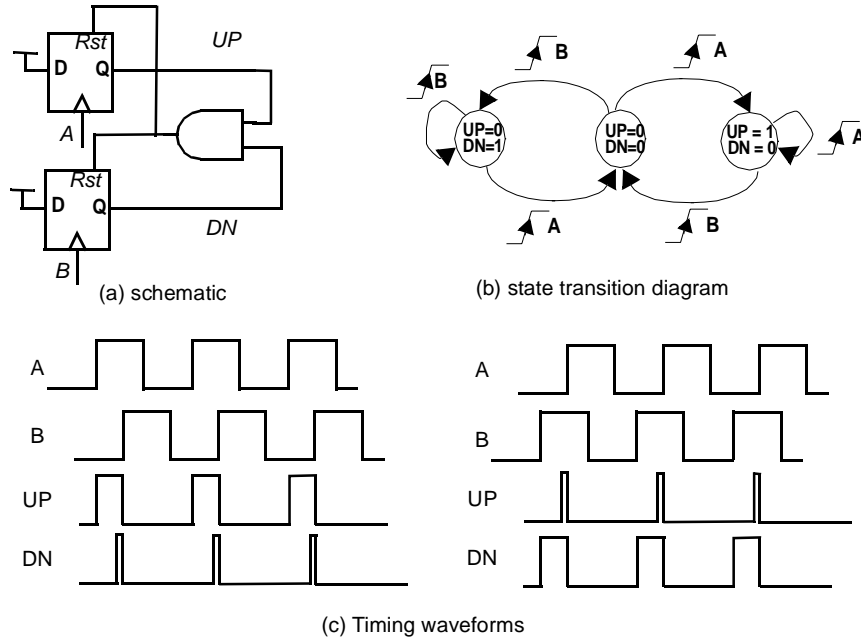 Rst
UP
D Q
A
Rst
D Q
DN
B
(a) schematic
B
B
A
UP=0
DN=1
UP=0
DN=0
UP = 1
DN = 0
A
A
B
(b) state transition diagram
A
B
UP
DN
A
B
UP
DN
(c) Timing waveforms